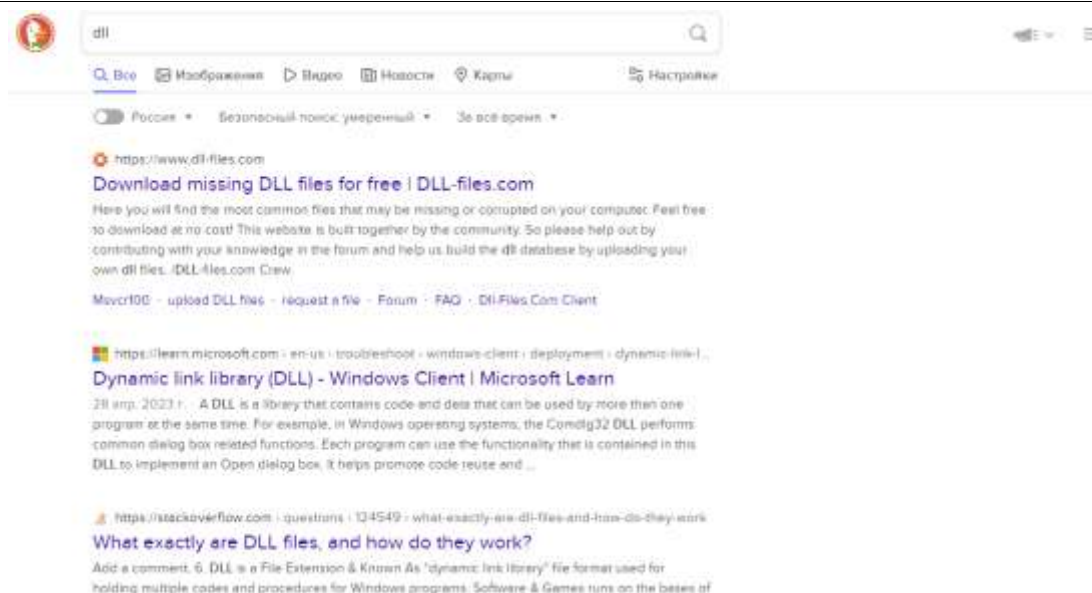 dll
Все Изображения Видео Новости Карты Настройки
Россия Безопасный поиск: умеренный За всё время
https://www.dll-files.com
Download missing DLL files for free | DLL-files.com
Here you will find the most common files that may be missing or corrupted on your computer. Feel free
to download at no cost! This website is built together by the community. So please help out by
contributing with your knowledge in the forum and help us build the dll database by uploading your
own dll files. /DLL-files.com Crew
Msvcr100 - upload DLL files - request a file - Forum - FAQ - Dll-Files.Com Client
https://learn.microsoft.com › en-us › troubleshoot › windows-client › deployment › dynamic-link-l...
Dynamic link library (DLL) - Windows Client | Microsoft Learn
28 апр. 2023 г. · A DLL is a library that contains code and data that can be used by more than one
program at the same time. For example, in Windows operating systems, the Comdlg32 DLL performs
common dialog box related functions. Each program can use the functionality that is contained in this
DLL to implement an Open dialog box. It helps promote code reuse and ...
https://stackoverflow.com › questions › 124549 › what-exactly-are-dll-files-and-how-do-they-work
What exactly are DLL files, and how do they work?
Add a comment. 6. DLL is a File Extension & Known As "dynamic link library" file format used for
holding multiple codes and procedures for Windows programs. Software & Games runs on the bases of